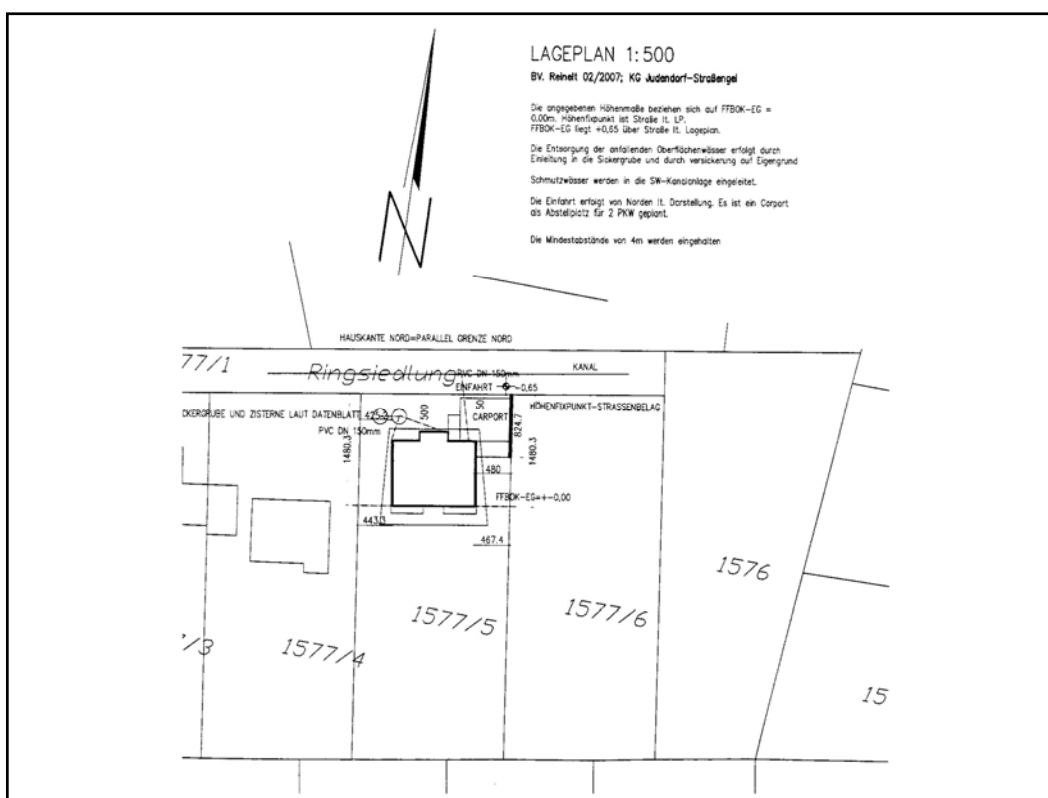 LAGEPLAN 1:500
BV. Reinelt 02/2007; KG Judendorf-Straßengel
Die angegebenen Höhenmaße beziehen sich auf FFBOK-EG =
0,00m. Höhenfixpunkt ist Straße lt. LP.
FFBOK-EG liegt +0,65 über Straße lt. Lageplan.
Die Entsorgung der anfallenden Oberflächenwässer erfolgt durch
Einleitung in die Sickergrube und durch versickerung auf Eigengrund
Schmutzwässer werden in die SW-Kanalanlage eingeleitet.
Die Einfahrt erfolgt von Norden lt. Darstellung. Es ist ein Carport
als Abstellplatz für 2 PKW geplant.
Die Mindestabstände von 4m werden eingehalten
N
HAUSKANTE NORD=PARALLEL GRENZE NORD
77/1
Ringsiedlung
PVC DN 150mm
KANAL
EINFAHRT
-0,65
CKERGRUBE UND ZISTERNE LAUT DATENBLATT
500
50
CARPORT
HÖHENFIXPUNKT-STRASSENBELAG
PVC DN 150mm
824.7
1480.3
1480.3
480
FFBOK-EG=+-0,00
443.3
467.4
1576
1577/5
1577/6
7/3
1577/4
15